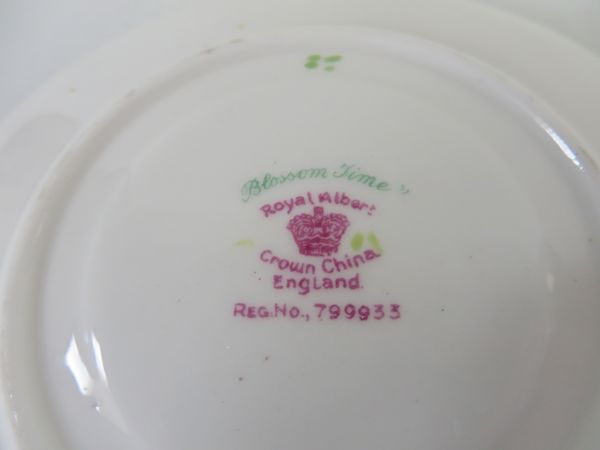 Blossom Time"
Royal Albert
Crown China
England.
REG.No., 799933